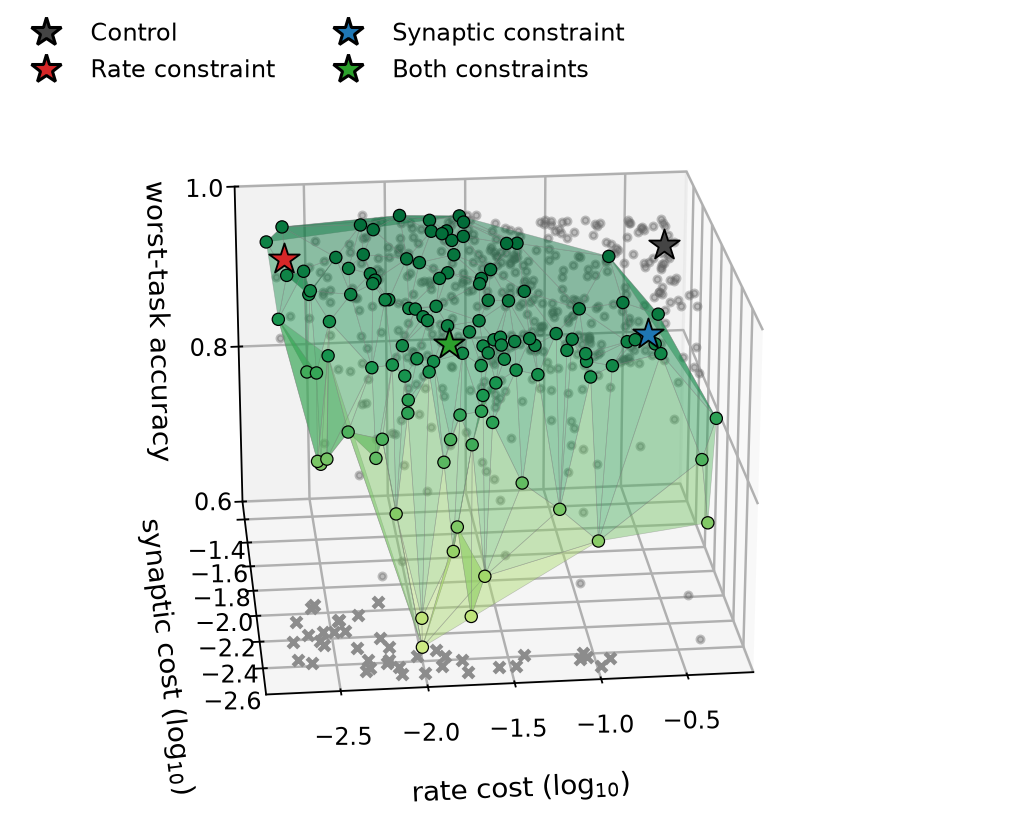 Control
Synaptic constraint
Rate constraint
Both constraints
worst-task accuracy
1.0
0.8
0.6
synaptic cost (log₁₀)
−1.4
−1.6
−1.8
−2.0
−2.2
−2.4
−2.6
−2.5
−2.0
−1.5
−1.0
−0.5
rate cost (log₁₀)